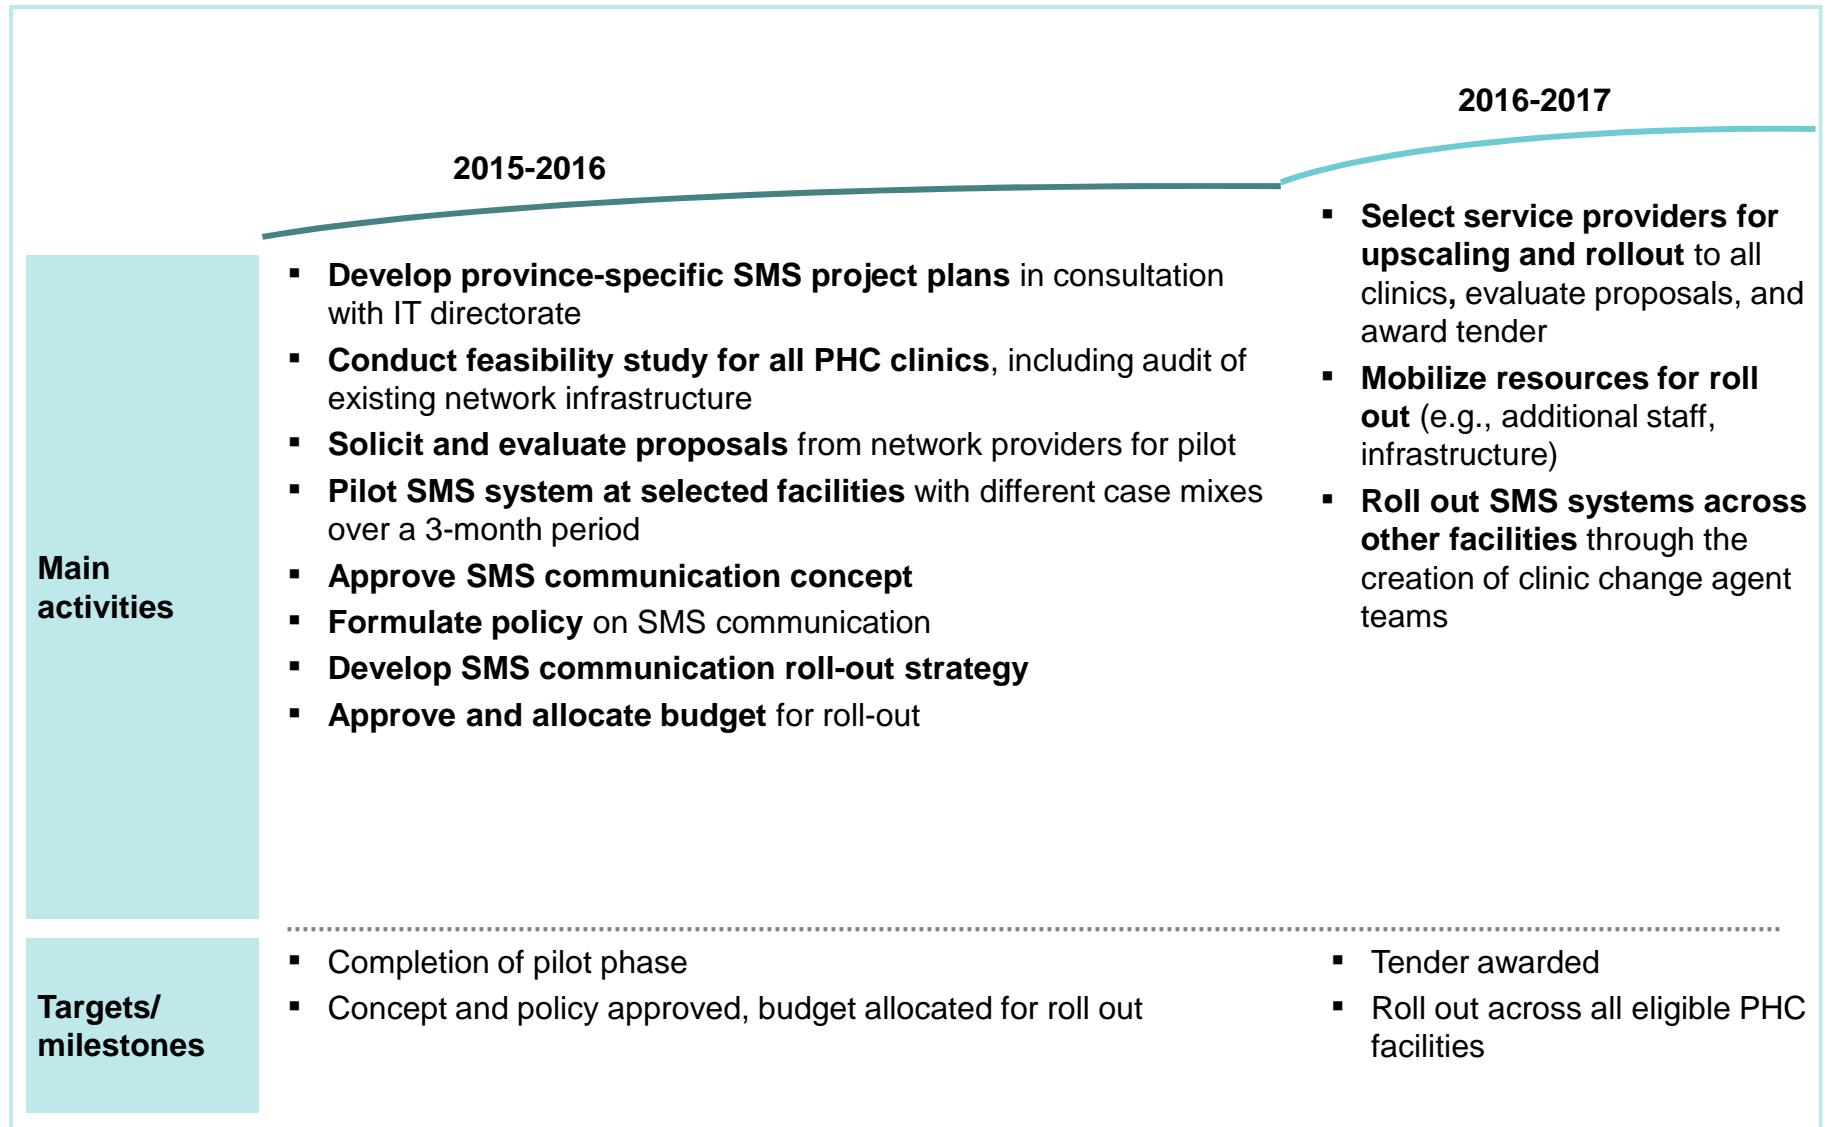 2016-2017
2015-2016
Main
activities
▪ Develop province-specific SMS project plans in consultation
with IT directorate
▪ Conduct feasibility study for all PHC clinics, including audit of
existing network infrastructure
▪ Solicit and evaluate proposals from network providers for pilot
▪ Pilot SMS system at selected facilities with different case mixes
over a 3-month period
▪ Approve SMS communication concept
▪ Formulate policy on SMS communication
▪ Develop SMS communication roll-out strategy
▪ Approve and allocate budget for roll-out
▪ Select service providers for
upscaling and rollout to all
clinics, evaluate proposals, and
award tender
▪ Mobilize resources for roll
out (e.g., additional staff,
infrastructure)
▪ Roll out SMS systems across
other facilities through the
creation of clinic change agent
teams
Targets/
milestones
▪ Completion of pilot phase
▪ Concept and policy approved, budget allocated for roll out
▪ Tender awarded
▪ Roll out across all eligible PHC
facilities